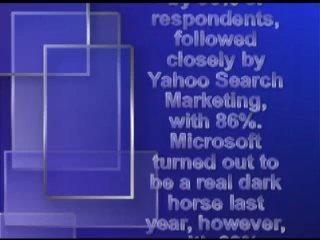 respondents,
followed
closely by
Yahoo Search
Marketing,
with 86%.
Microsoft
turned out to
be a real dark
horse last
year, however,